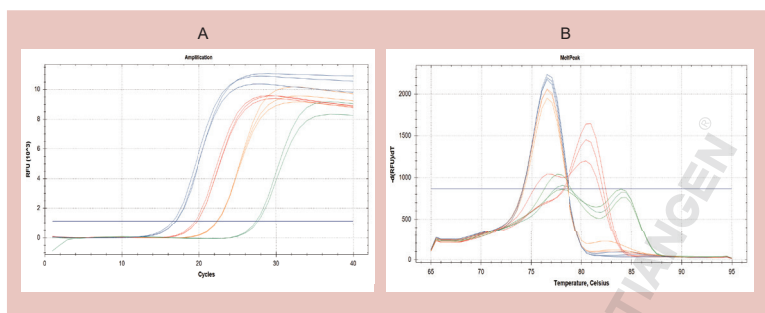 A
Amplification
RFU (10^3)
10
8
6
4
2
0
0
10
20
30
40
Cycles
B
MeltPeak
-d(RFU)/dT
2000
1500
1000
500
0
65
70
75
80
85
90
95
Temperature, Celsius
TIANGEN ®